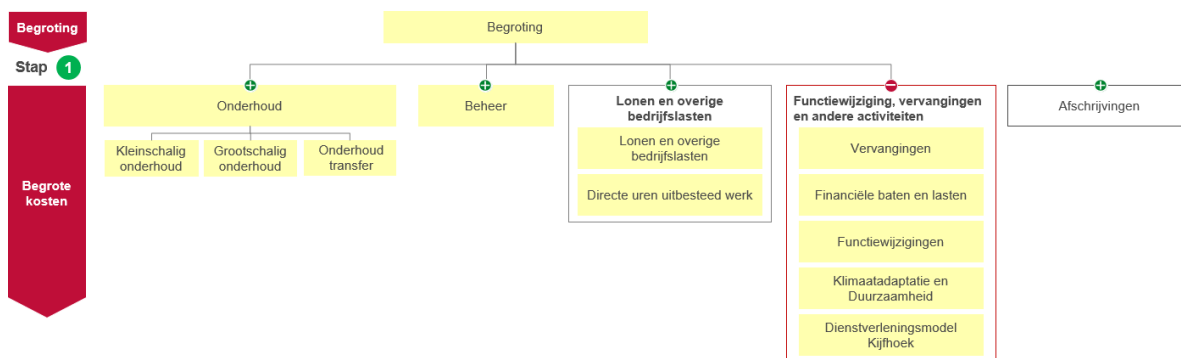 Begroting
Begroting
Stap 1
Onderhoud
Beheer
Lonen en overige
bedrijfslasten
Functiewijziging, vervangingen
en andere activiteiten
Afschrijvingen
Kleinschalig
onderhoud
Grootschalig
onderhoud
Onderhoud
transfer
Lonen en overige
bedrijfslasten
Vervangingen
Begrote
kosten
Directe uren uitbesteed werk
Financiële baten en lasten
Functiewijzigingen
Klimaatadaptatie en
Duurzaamheid
Dienstverleningsmodel
Kijfhoek